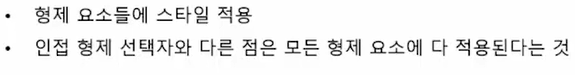 • 형제 요소들에 스타일 적용
• 인접 형제 선택자와 다른 점은 모든 형제 요소에 다 적용된다는 것